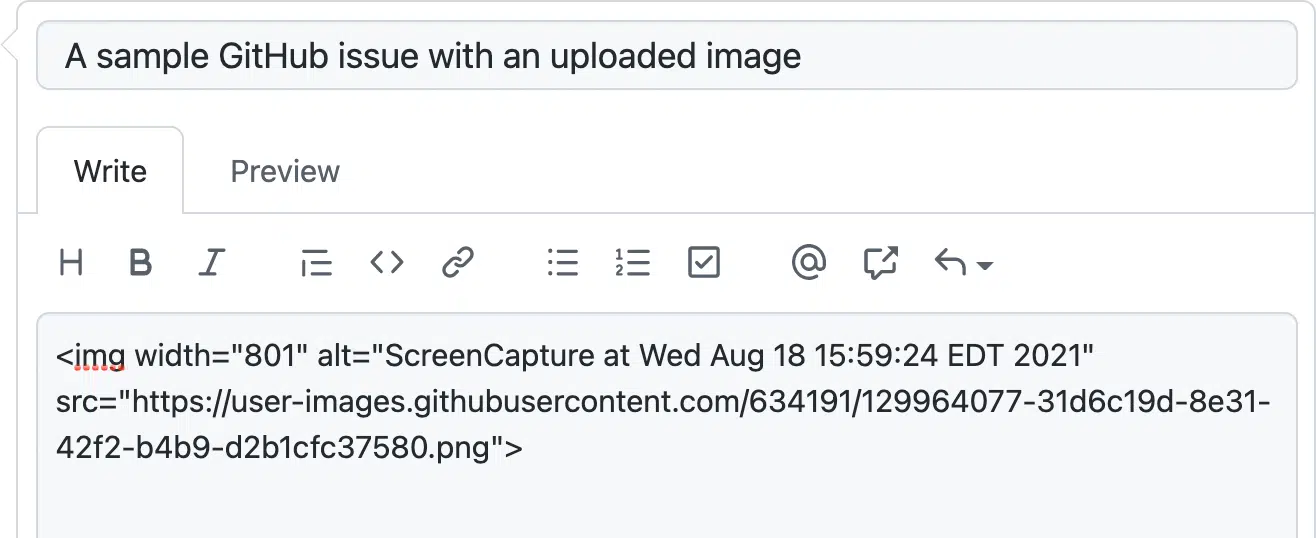 A sample GitHub issue with an uploaded image
Write Preview
H B I @
<img width="801" alt="ScreenCapture at Wed Aug 18 15:59:24 EDT 2021"
src="https://user-images.githubusercontent.com/634191/129964077-31d6c19d-8e31-
42f2-b4b9-d2b1cfc37580.png">